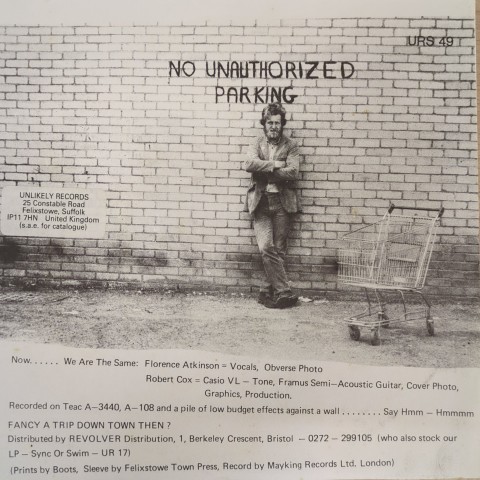 URS 49
NO UNAUTHORIZED
PARKING
UNLIKELY RECORDS
25 Constable Road
Felixstowe, Suffolk
IP11 7HN United Kingdom
(s.a.e. for catalogue)
Now...... We Are The Same: Florence Atkinson = Vocals, Obverse Photo
Robert Cox = Casio VL – Tone, Framus Semi–Acoustic Guitar, Cover Photo,
Graphics, Production.
Recorded on Teac A–3440, A–108 and a pile of low budget effects against a wall ........ Say Hmm – Hmmmm
FANCY A TRIP DOWN TOWN THEN ?
Distributed by REVOLVER Distribution, 1, Berkeley Crescent, Bristol – 0272 – 299105 (who also stock our
LP – Sync Or Swim – UR 17)
(Prints by Boots, Sleeve by Felixstowe Town Press, Record by Mayking Records Ltd. London)